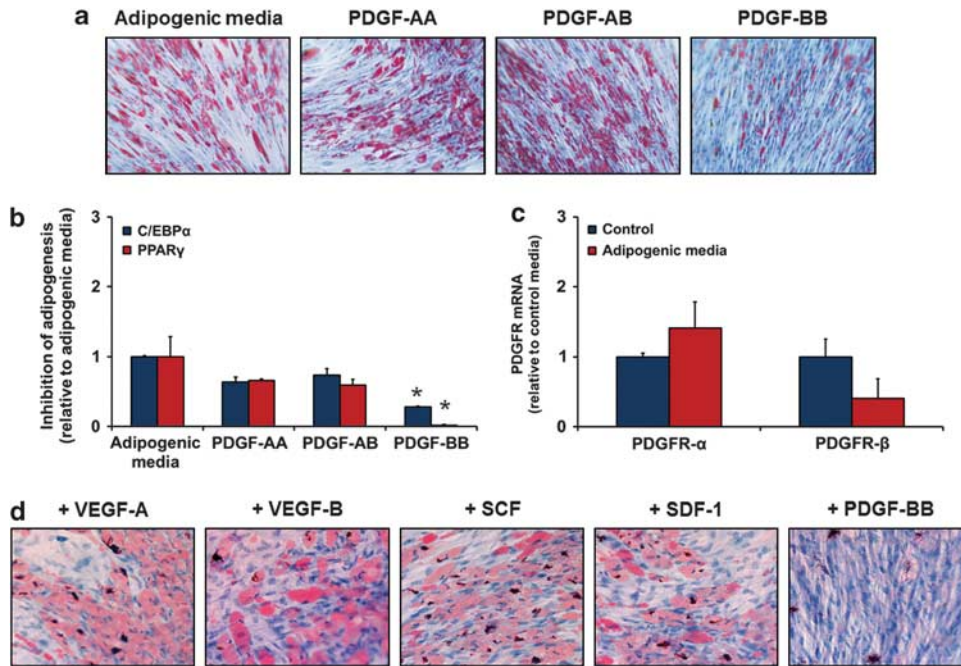 a
Adipogenic media
PDGF-AA
PDGF-AB
PDGF-BB
b
Inhibition of adipogenesis
(relative to adipogenic media)
3
2
1
0
C/EBPα
PPARγ
*
*
Adipogenic
media
PDGF-AA
PDGF-AB
PDGF-BB
c
PDGFR mRNA
(relative to control media)
3
2
1
0
Control
Adipogenic media
PDGFR-α
PDGFR-β
d
+ VEGF-A
+ VEGF-B
+ SCF
+ SDF-1
+ PDGF-BB